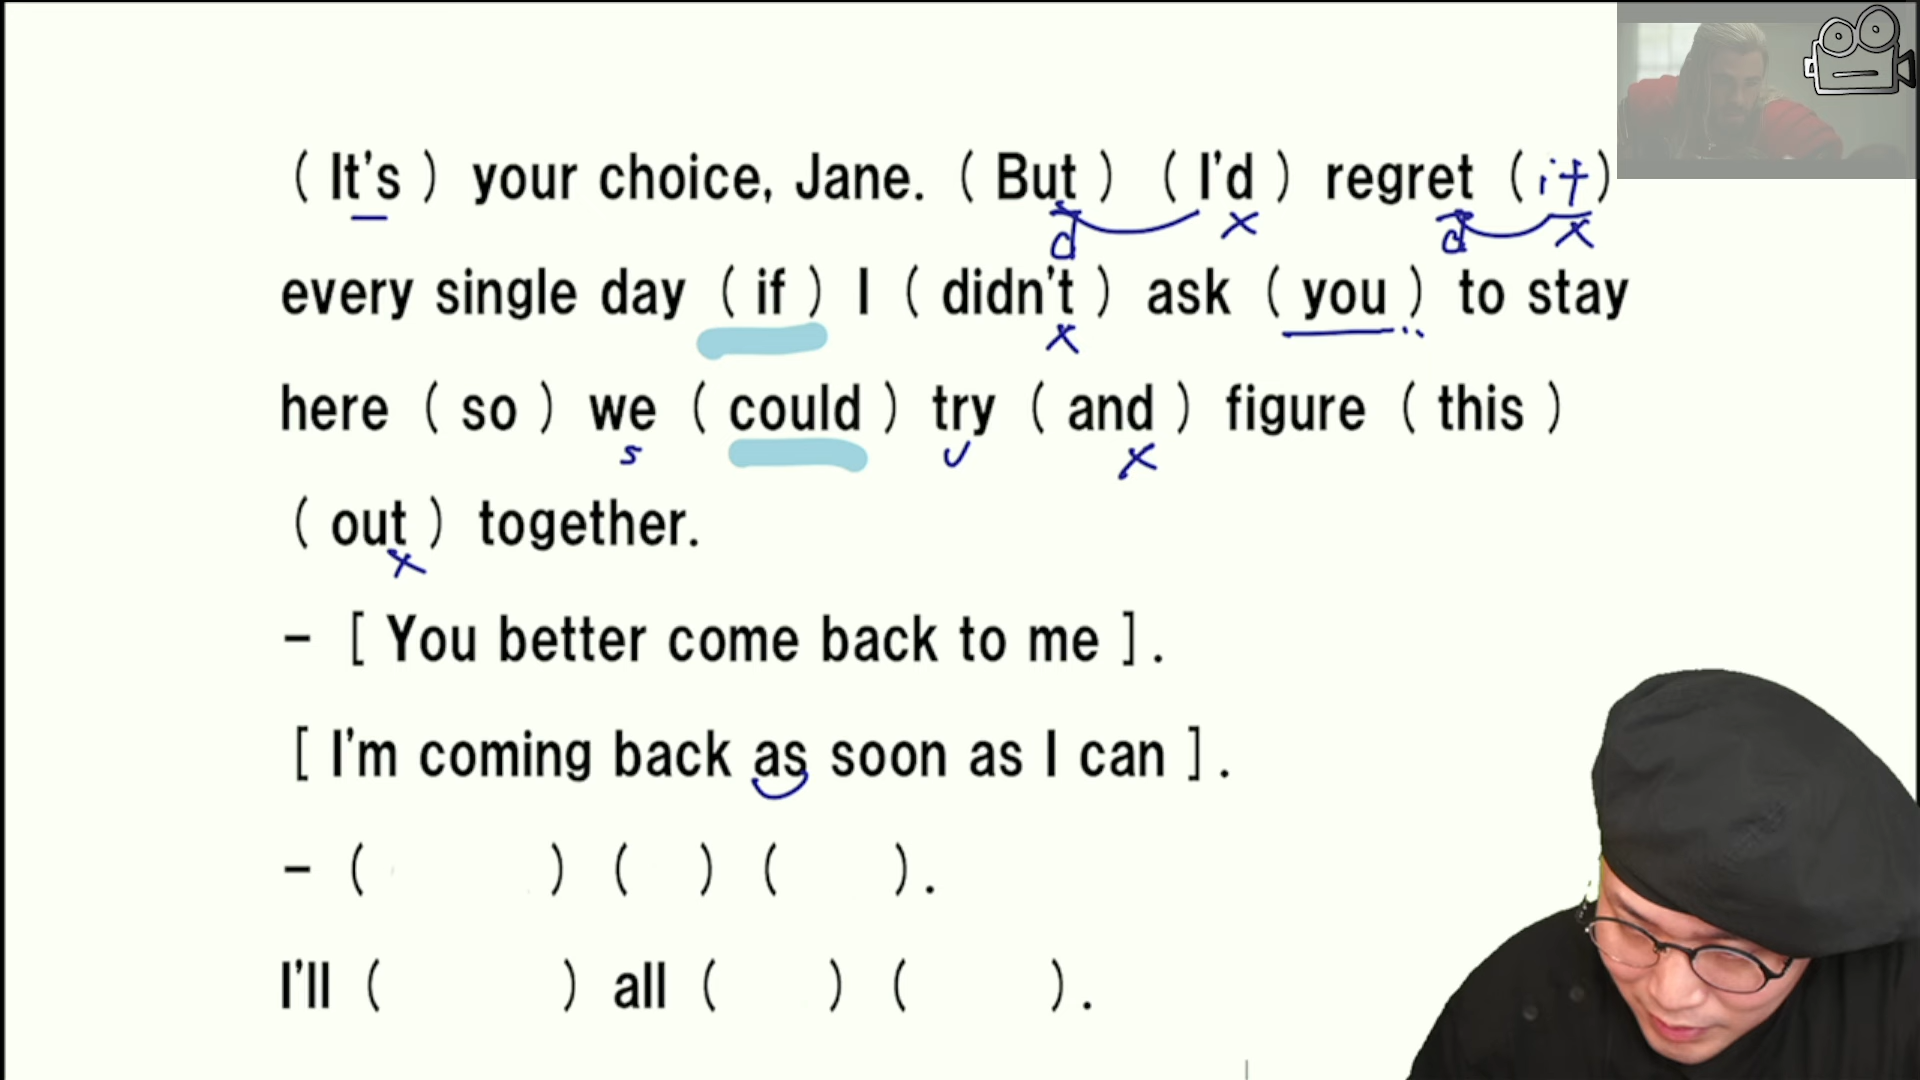 ( It's ) your choice, Jane. ( But ) ( I'd ) regret ( it )
d x d x
every single day ( if ) I ( didn't ) ask ( you ) to stay
x
here ( so ) we ( could ) try ( and ) figure ( this )
s v x
( out ) together.
x
– [ You better come back to me ].
[ I'm coming back as soon as I can ].
– ( ) ( ) ( ).
I'll ( ) all ( ) ( ).